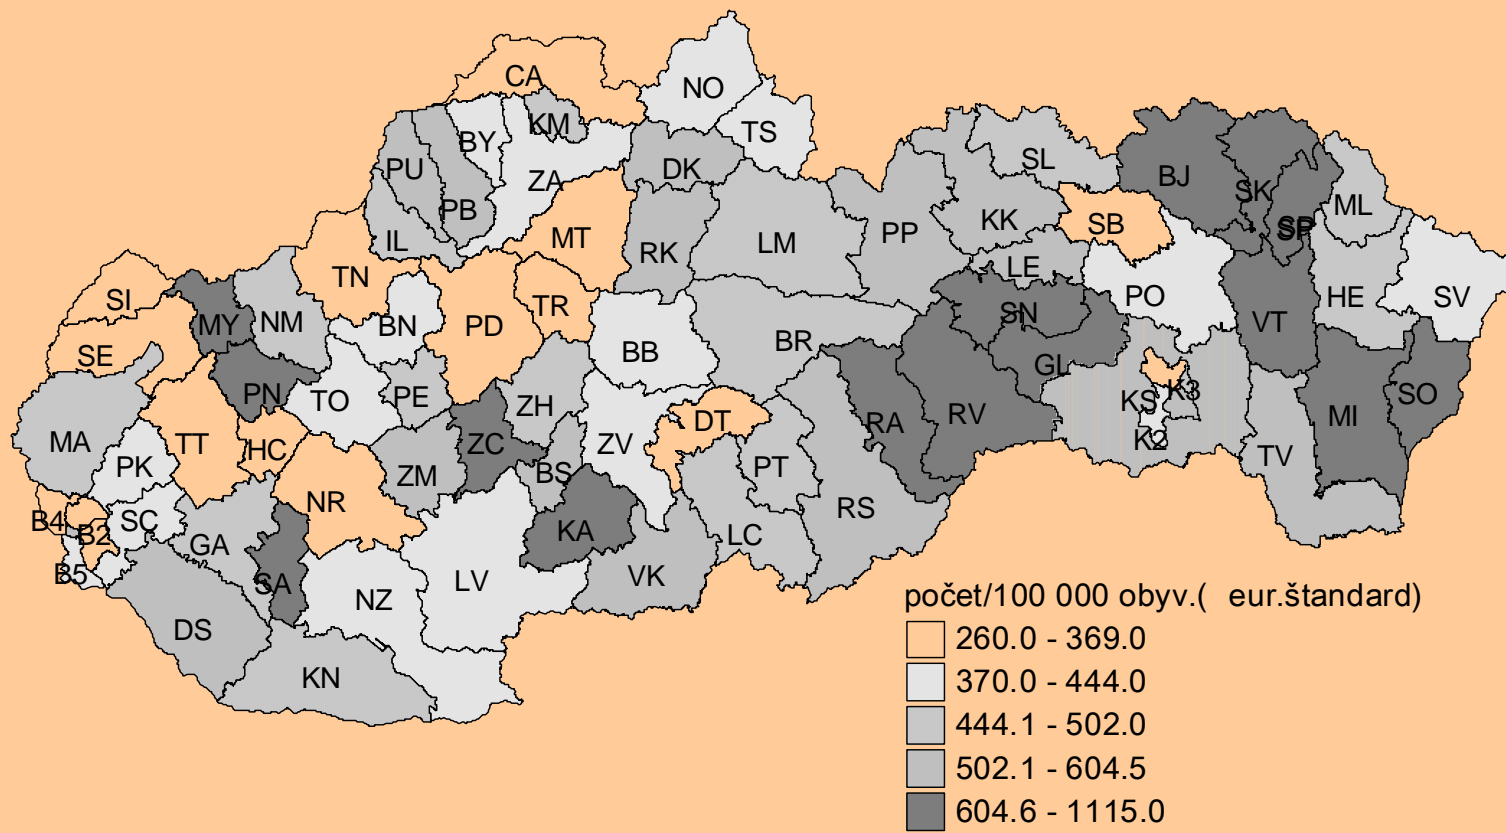 CA
NO
KM
TS
BY
PU
ZA
DK
SL
BJ
SK
ML
PB
KK
SB
IL
MT
RK
LM
PP
HE
LE
TN
SI
TR
PO
SV
MY
NM
BN
PD
SN
VT
SE
BB
BR
GL
PN
TO
PE
ZH
K3
SO
KS
RV
MI
MA
TT
HC
ZC
ZV
DT
RA
K2
PK
ZM
BS
PT
TV
NR
RS
B4
SC
B2
GA
KA
LC
B5
SA
NZ
LV
VK
DS
KN
počet/100 000 obyv.( eur.štandard)
260.0 - 369.0
370.0 - 444.0
444.1 - 502.0
502.1 - 604.5
604.6 - 1115.0